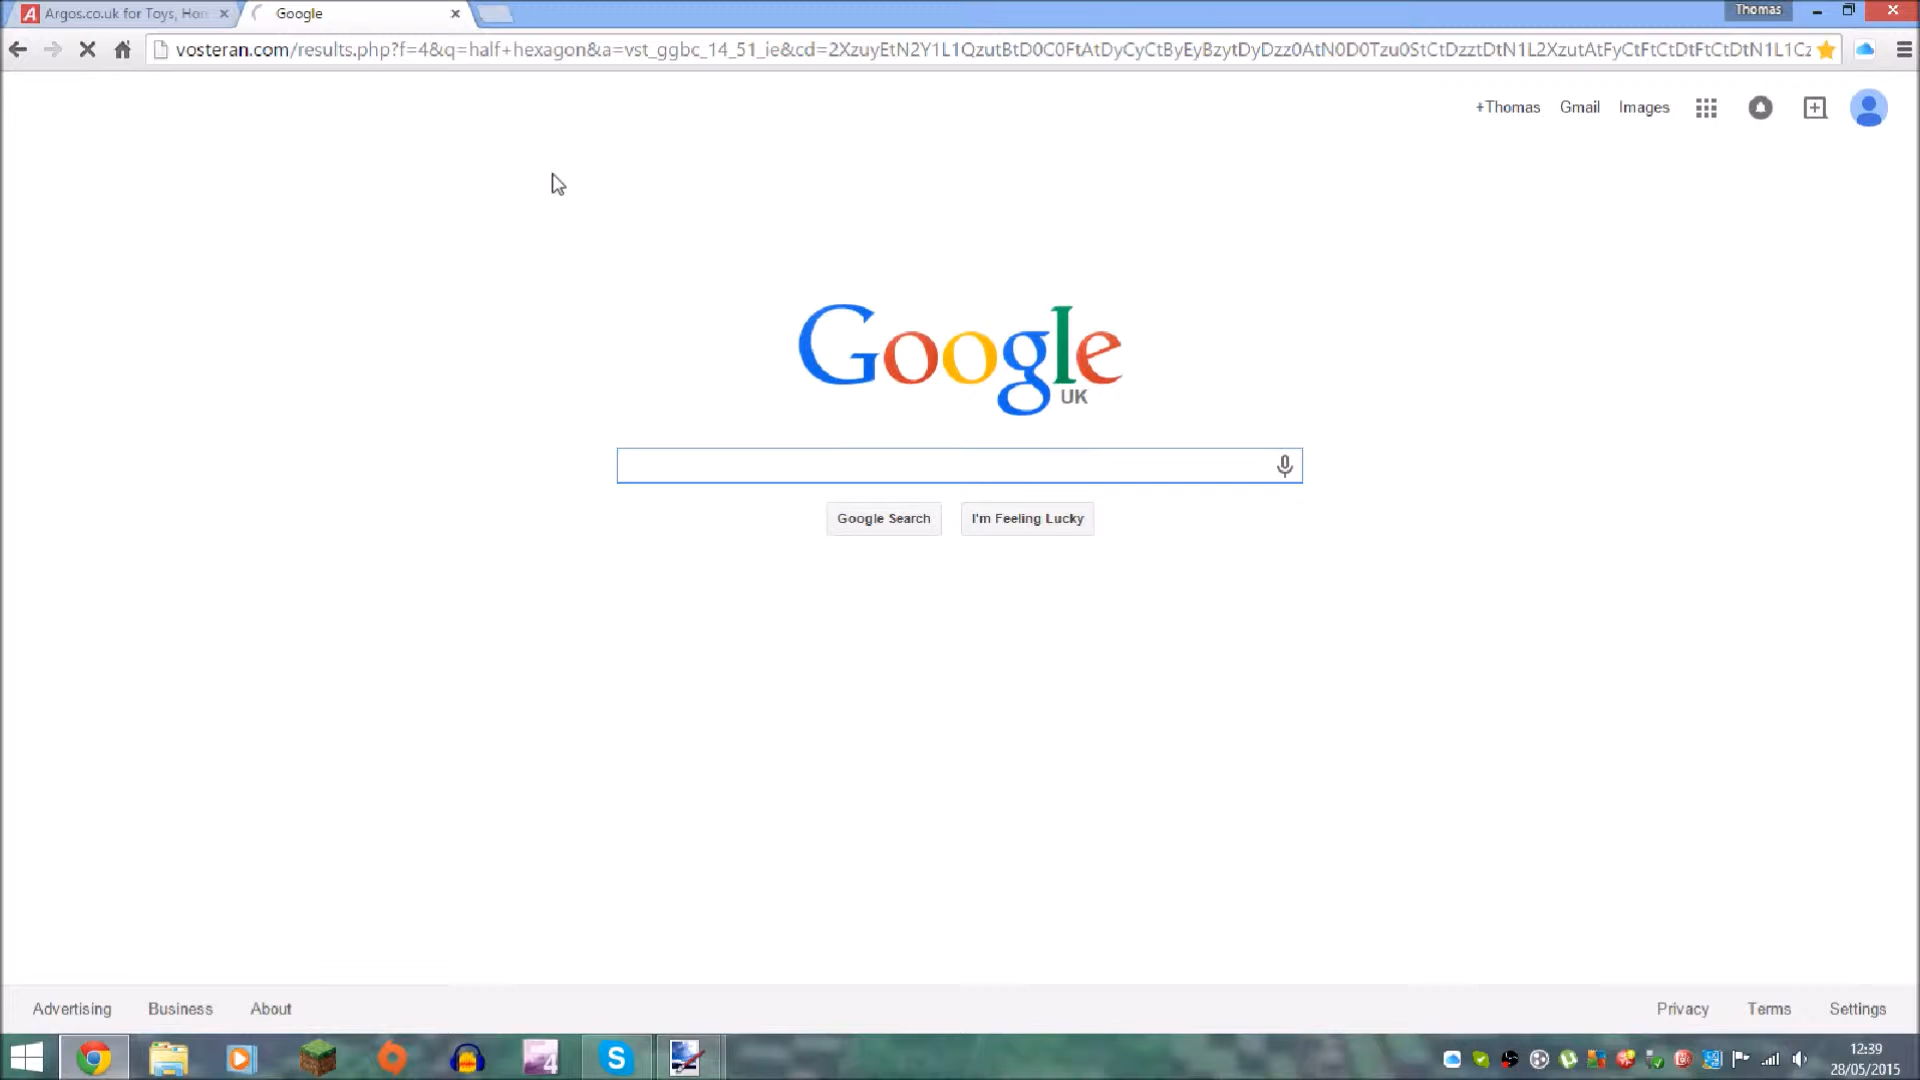 Argos.co.uk for Toys, Hom
Google
Thomas
vosteran.com/results.php?f=4&q=half+hexagon&a=vst_ggbc_14_51_ie&cd=2XzuyEtN2Y1L1QzutBtD0C0FtAtDyCyCtByEyBzytDyDzz0AtN0D0Tzu0StCtDzztDtN1L2XzutAtFyCtFtCtDtFtCtDtN1L1Cz
+Thomas
Gmail
Images
Google
UK
Google Search
I'm Feeling Lucky
Advertising
Business
About
Privacy
Terms
Settings
12:39
28/05/2015